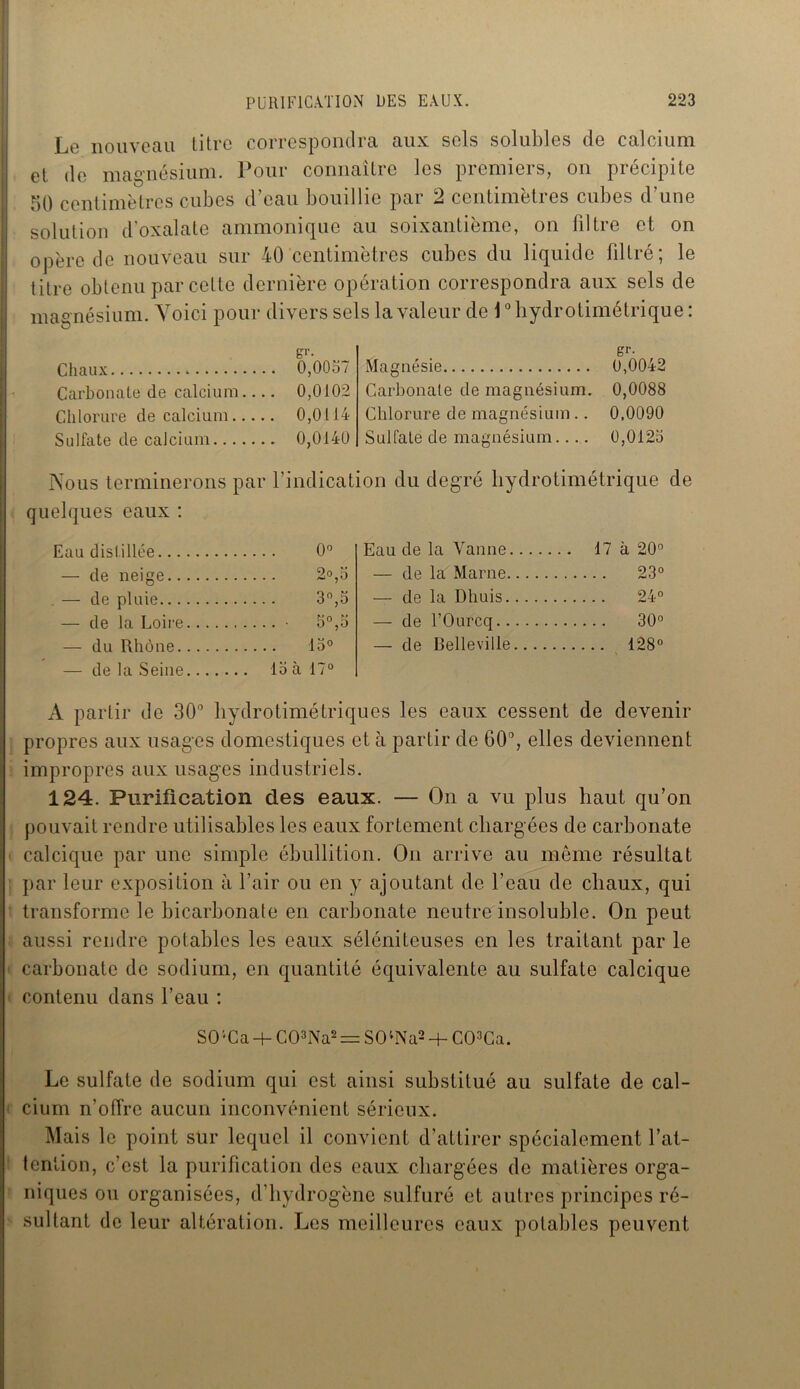 PURIFICATION DES EAUX. 223
Le nouveau titre correspondra aux sels solubles de calcium
et de magnésium. Pour connaître les premiers, on précipite
50 centimètres cubes d'eau bouillie par 2 centimètres cubes d'une
solution d'oxalate ammonique au soixantième, on filtre et on
opère de nouveau sur 40 centimètres cubes du liquide filtré; le
titre obtenu par cette dernière opération correspondra aux sels de
magnésium. Voici pour divers sels la valeur de 1° hydrotimétrique:
gr.
Chaux................... 0,0057
Carbonate de calcium.... 0,0102
Chlorure de calcium..... 0,0114
Sulfate de calcium....... 0,0140
gr.
Magnésie................. 0,0042
Carbonate de magnésium. 0,0088
Chlorure de magnésium.. 0,0090
Sulfate de magnésium.... 0,0125
Nous terminerons par l'indication du degré hydrotimétrique de
quelques eaux :
Eau distillée............. 0°
— de neige............. 2°,5
— de pluie.............. 3°,5
— de la Loire........... 5°,5
— du Rhône........... 15°
— de la Seine........ 15 à 17°
Eau de la Vanne....... 17 à 20°
— de la Marne............ 23°
— de la Dhuis............ 24°
— de l'Ourcq............. 30°
— de Belleville........... 128°
A partir de 30° hydrotimétriques les eaux cessent de devenir
propres aux usages domestiques et à partir de 60°, elles deviennent
impropres aux usages industriels.
124. Purification des eaux. — On a vu plus haut qu'on
pouvait rendre utilisables les eaux fortement chargées de carbonate
calcique par une simple ébullition. On arrive au même résultat
par leur exposition à l'air ou en y ajoutant de l'eau de chaux, qui
transforme le bicarbonate en carbonate neutre insoluble. On peut
aussi rendre potables les eaux séléniteuses en les traitant par le
carbonate de sodium, en quantité équivalente au sulfate calcique
contenu dans l'eau :
SO⁴Ca + CO³Na² = SO⁴Na² + CO³Ca.
Le sulfate de sodium qui est ainsi substitué au sulfate de cal-
cium n'offre aucun inconvénient sérieux.
Mais le point sur lequel il convient d'attirer spécialement l'at-
tention, c'est la purification des eaux chargées de matières orga-
niques ou organisées, d'hydrogène sulfuré et autres principes ré-
sultant de leur altération. Les meilleures eaux potables peuvent